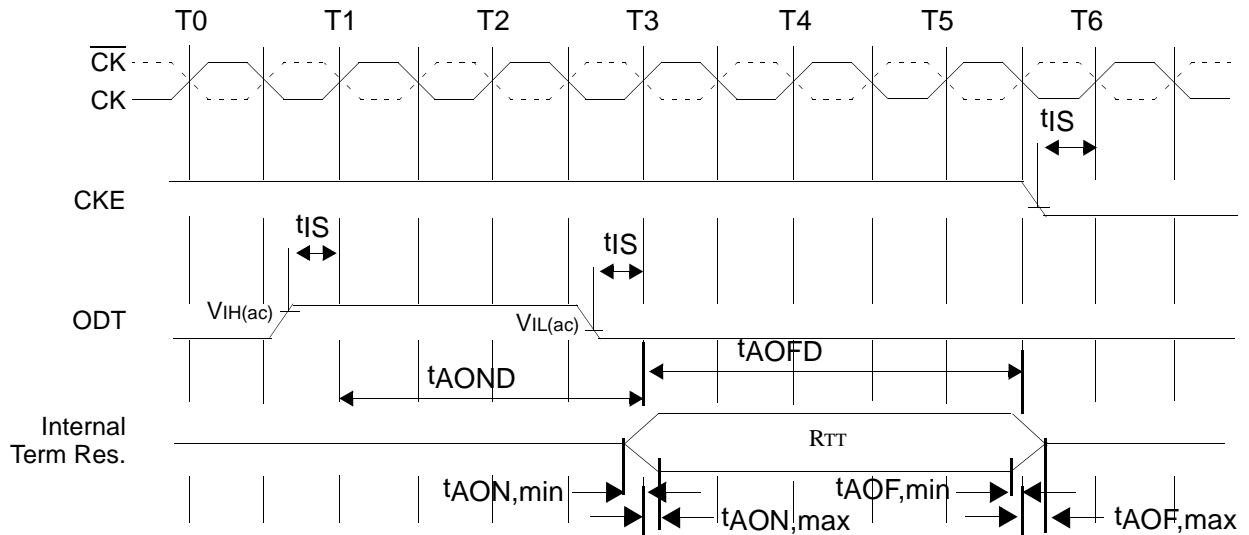 T0 T1 T2 T3 T4 T5 T6
CK
CK
tIS
CKE
tIS
tIS
VIH(ac)
ODT
VIL(ac)
tAOFD
tAOND
Internal
Term Res.
RTT
tAON,min
tAOF,min
tAON,max
tAOF,max